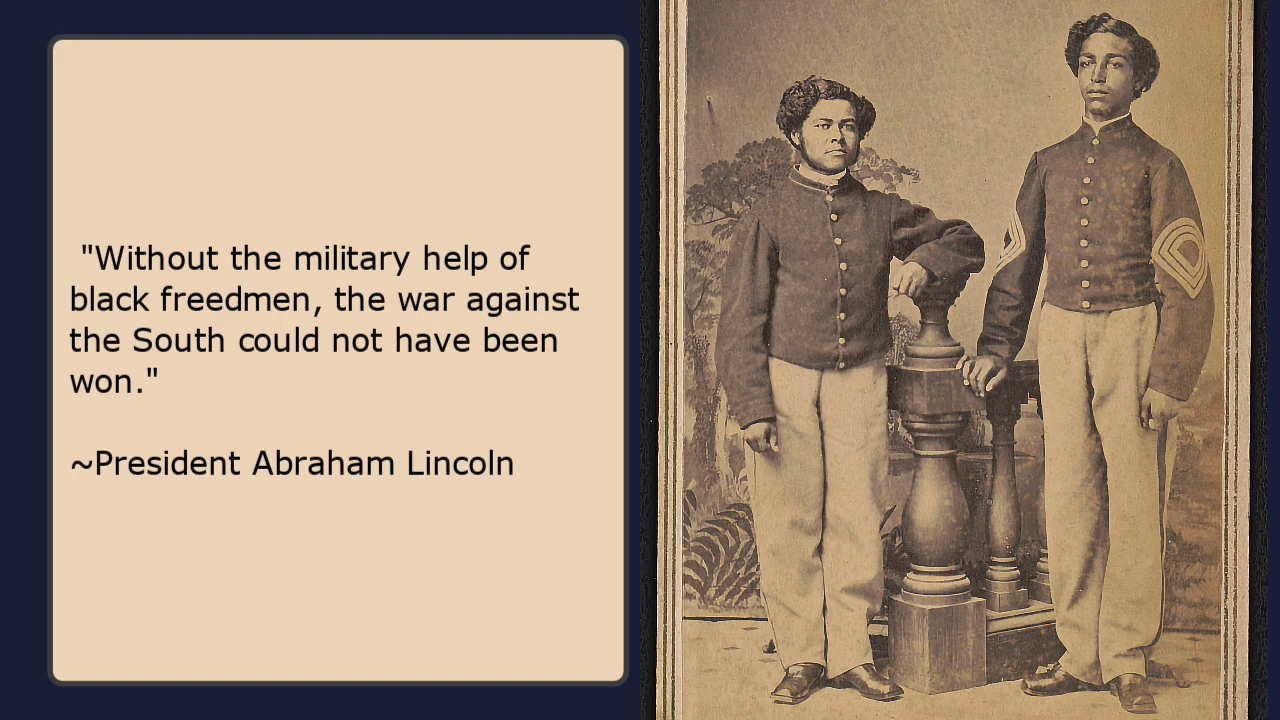 "Without the military help of
black freedmen, the war against
the South could not have been
won."
~President Abraham Lincoln